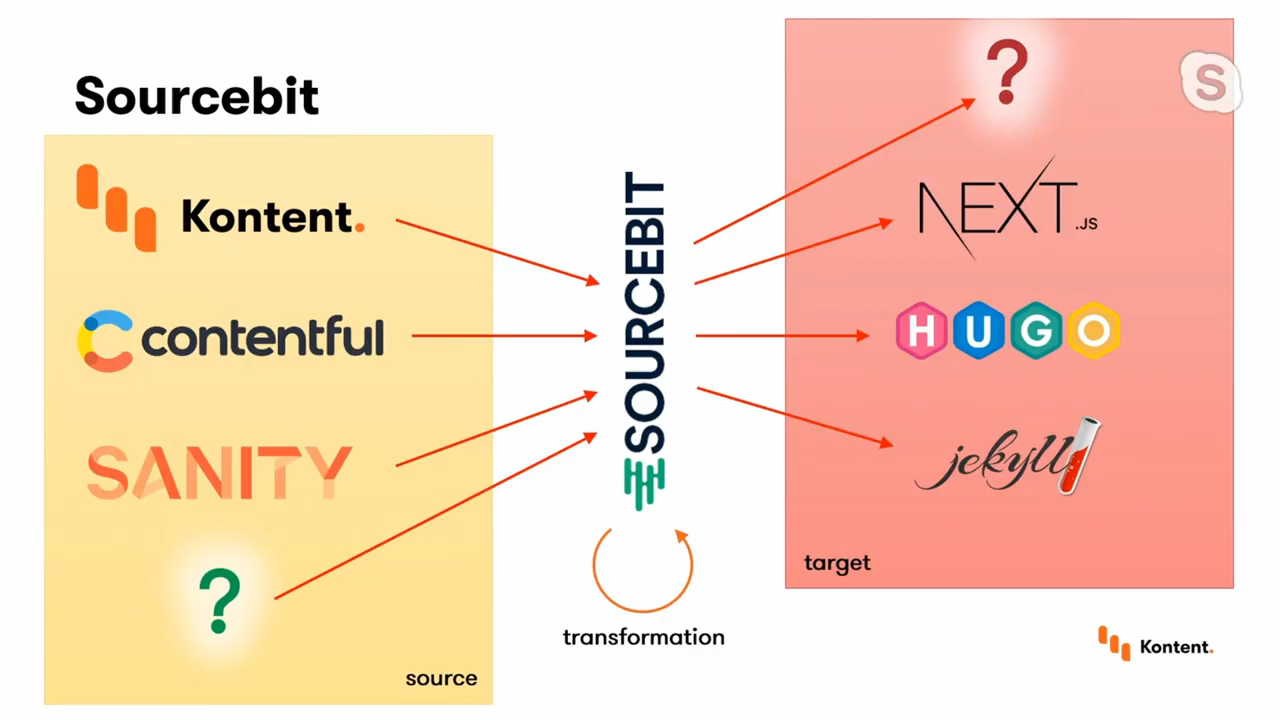 Sourcebit
Kontent.
contentful
SANITY
?
source
SOURCEBIT
transformation
?
NEXT.JS
HUGO
jekyll
target
S
Kontent.